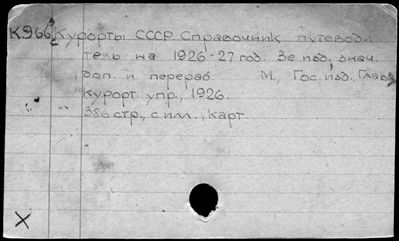 К966 Курорты СССР Справочник путеводи
тель на 1926-27 год. 3е изд., знач.
доп. и перераб. М., Гос. изд., Глав.
курорт. упр., 1926.
386 стр., с илл., карт.
X